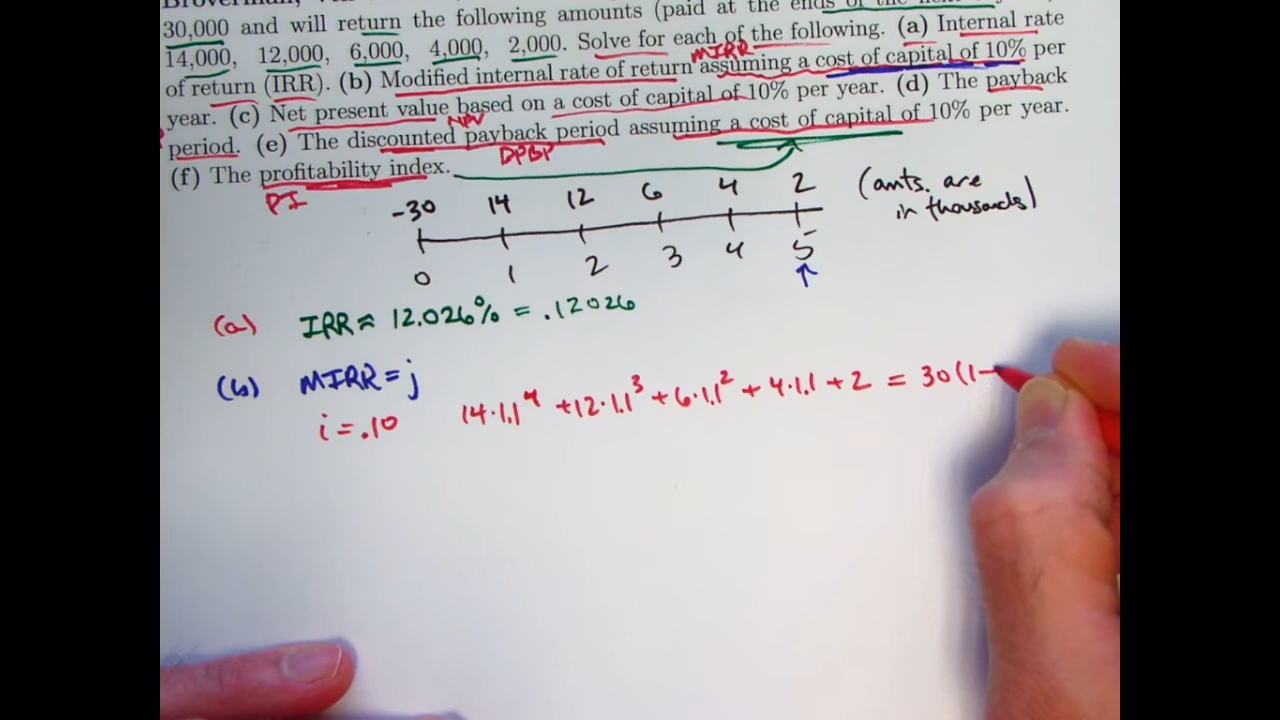 30,000 and will return the following amounts (paid at the ends of the next
14,000, 12,000, 6,000, 4,000, 2,000. Solve for each of the following. (a) Internal rate
of return (IRR). (b) Modified internal rate of return assuming a cost of capital of 10% per
MIRR
year. (c) Net present value based on a cost of capital of 10% per year. (d) The payback
NPV
period. (e) The discounted payback period assuming a cost of capital of 10% per year.
DPBP
(f) The profitability index.
PI
-30 14 12 6 4 2 (amts. are
in thousands)
0 1 2 3 4 5
(a) IRR ≈ 12.026% = .12026
(b) MIRR = j
i = .10 14·1.1^4 + 12·1.1^3 + 6·1.1^2 + 4·1.1 + 2 = 30(1